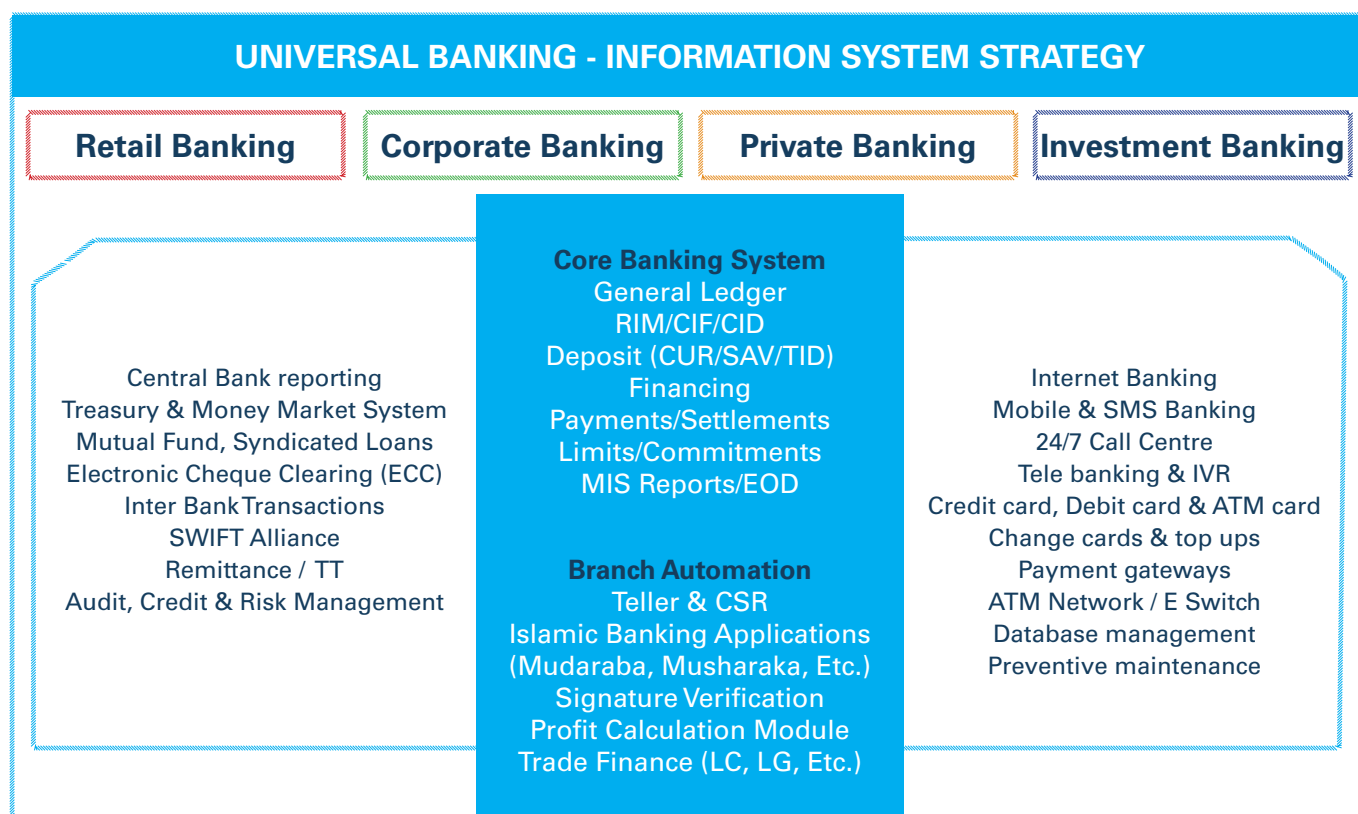 UNIVERSAL BANKING - INFORMATION SYSTEM STRATEGY
Retail Banking
Corporate Banking
Private Banking
Investment Banking
Central Bank reporting
Treasury & Money Market System
Mutual Fund, Syndicated Loans
Electronic Cheque Clearing (ECC)
Inter Bank Transactions
SWIFT Alliance
Remittance / TT
Audit, Credit & Risk Management
Core Banking System
General Ledger
RIM/CIF/CID
Deposit (CUR/SAV/TID)
Financing
Payments/Settlements
Limits/Commitments
MIS Reports/EOD
Branch Automation
Teller & CSR
Islamic Banking Applications
(Mudaraba, Musharaka, Etc.)
Signature Verification
Profit Calculation Module
Trade Finance (LC, LG, Etc.)
Internet Banking
Mobile & SMS Banking
24/7 Call Centre
Tele banking & IVR
Credit card, Debit card & ATM card
Change cards & top ups
Payment gateways
ATM Network / E Switch
Database management
Preventive maintenance